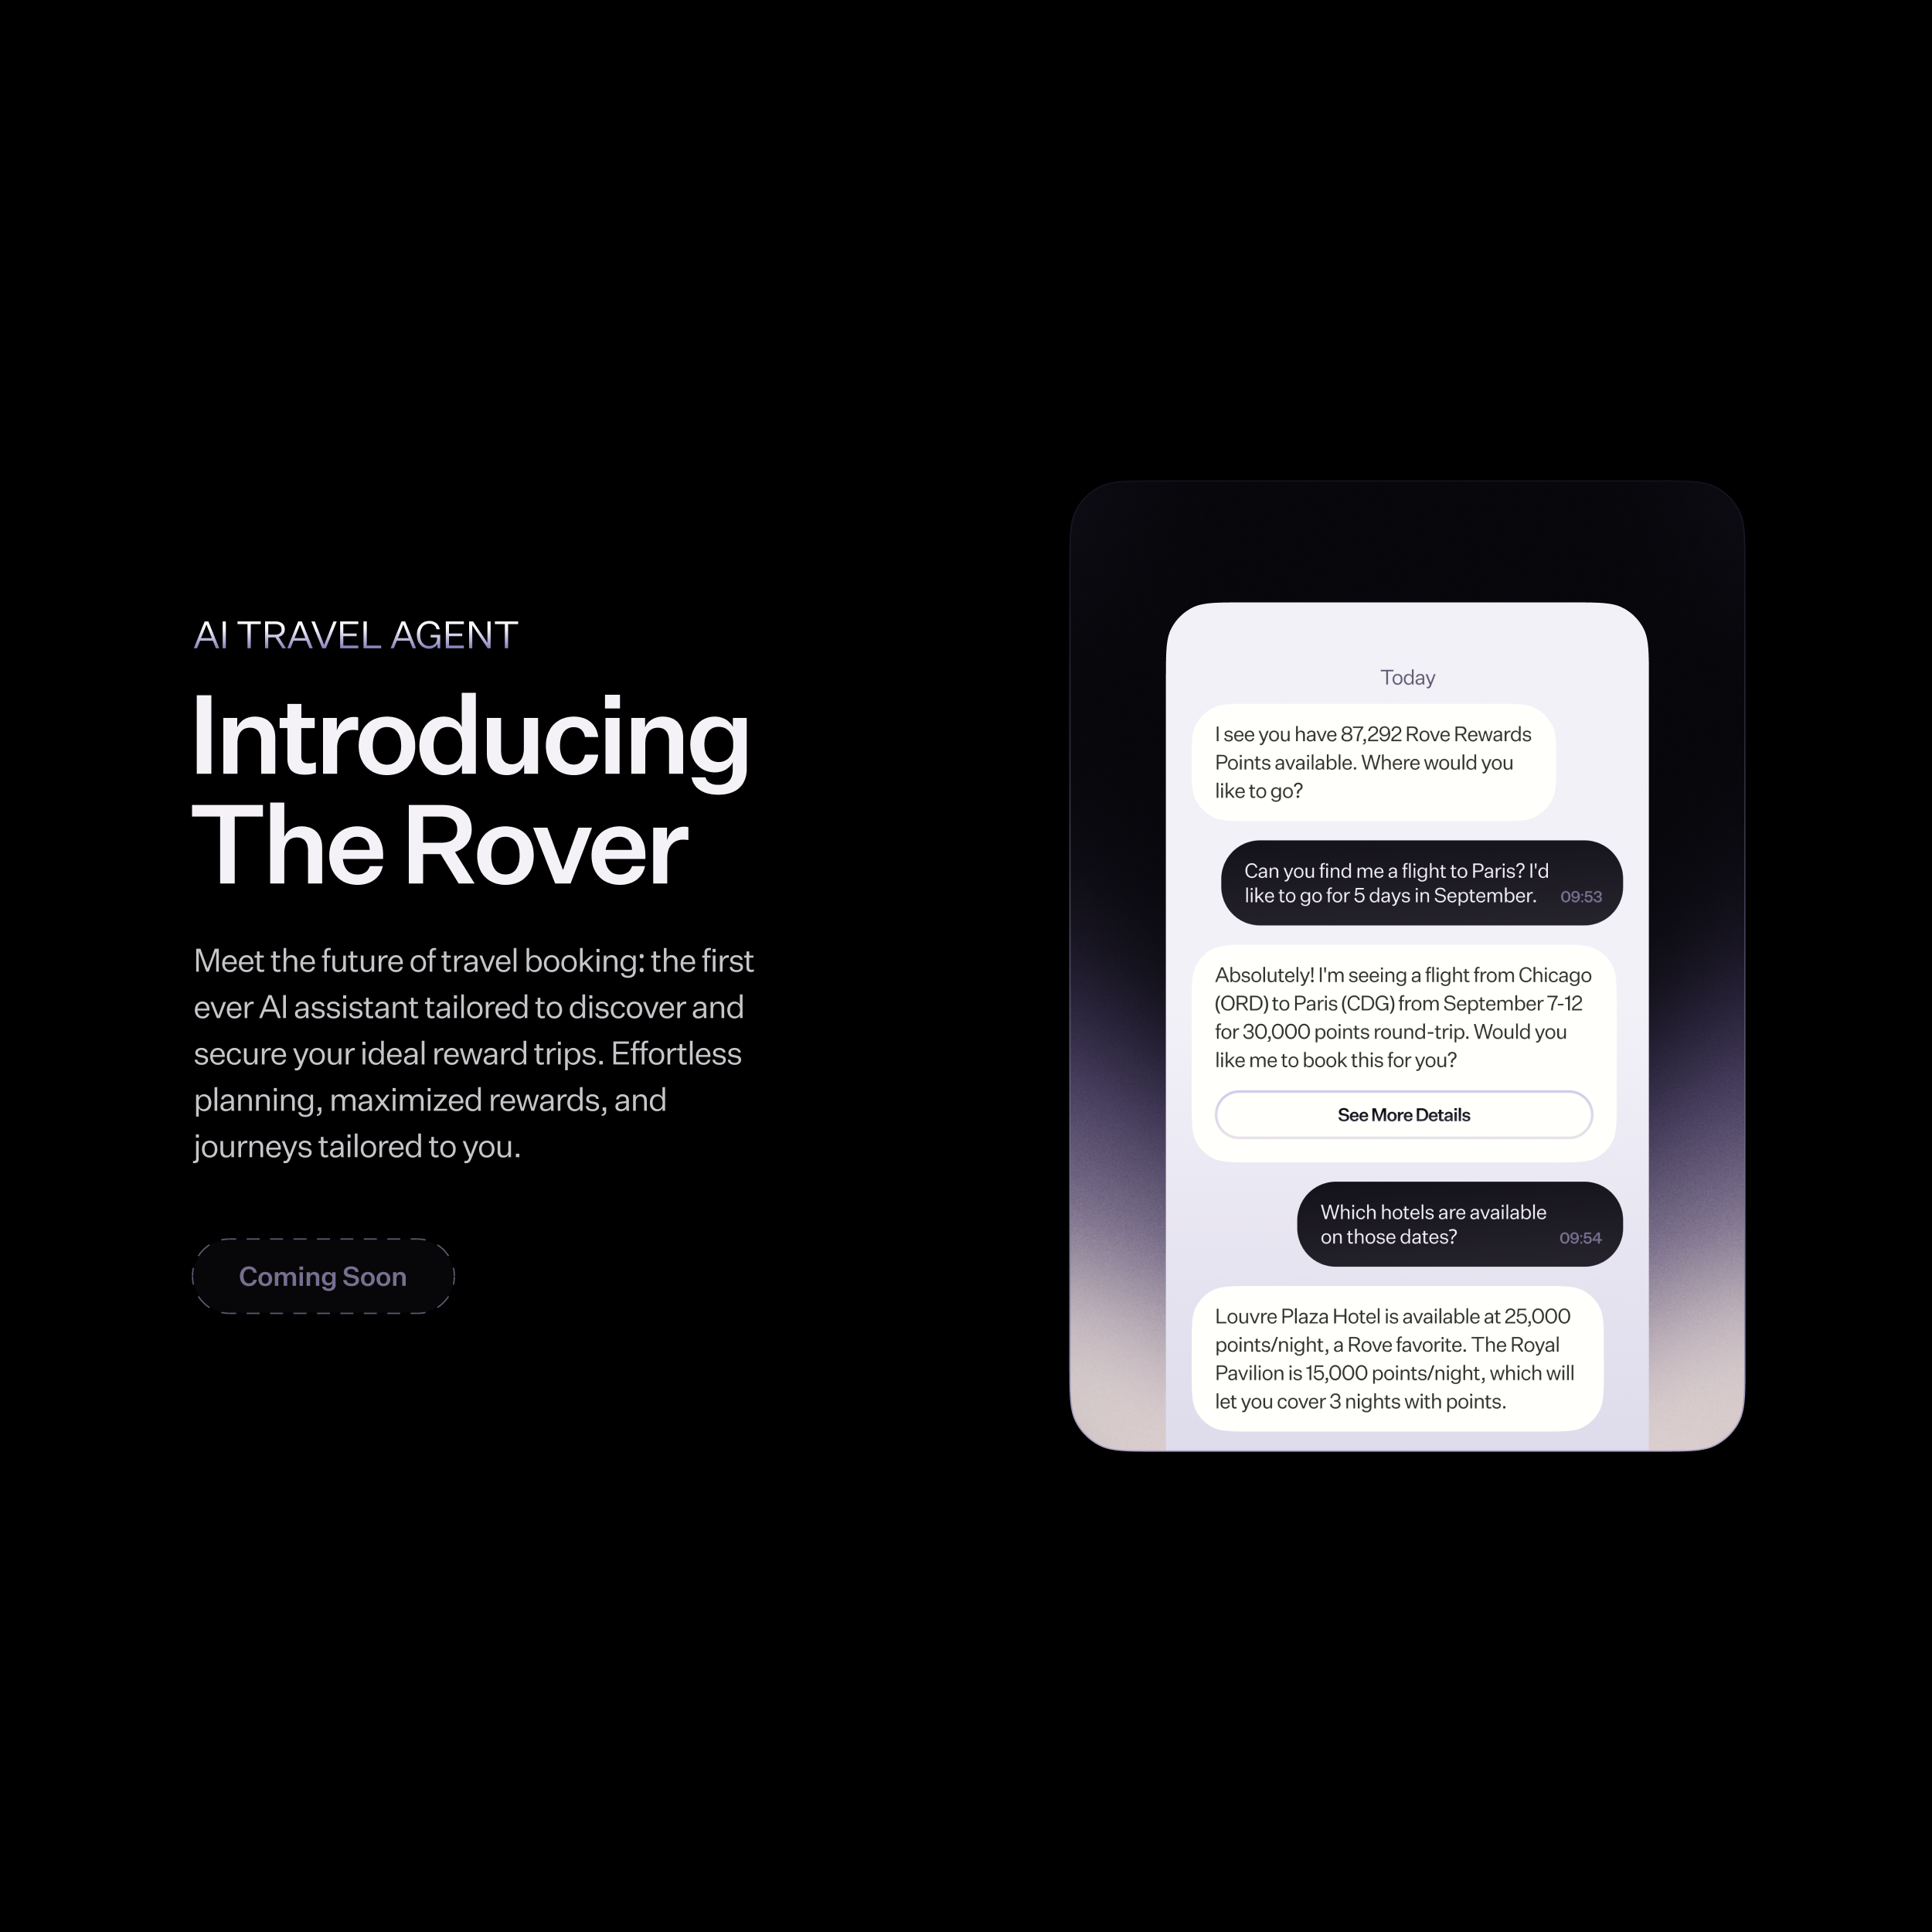 AI TRAVEL AGENT
Introducing
The Rover
Meet the future of travel booking: the first
ever AI assistant tailored to discover and
secure your ideal reward trips. Effortless
planning, maximized rewards, and
journeys tailored to you.
Coming Soon
Today
I see you have 87,292 Rove Rewards
Points available. Where would you
like to go?
Can you find me a flight to Paris? I'd
like to go for 5 days in September. 09:53
Absolutely! I'm seeing a flight from Chicago
(ORD) to Paris (CDG) from September 7-12
for 30,000 points round-trip. Would you
like me to book this for you?
See More Details
Which hotels are available
on those dates? 09:54
Louvre Plaza Hotel is available at 25,000
points/night, a Rove favorite. The Royal
Pavilion is 15,000 points/night, which will
let you cover 3 nights with points.